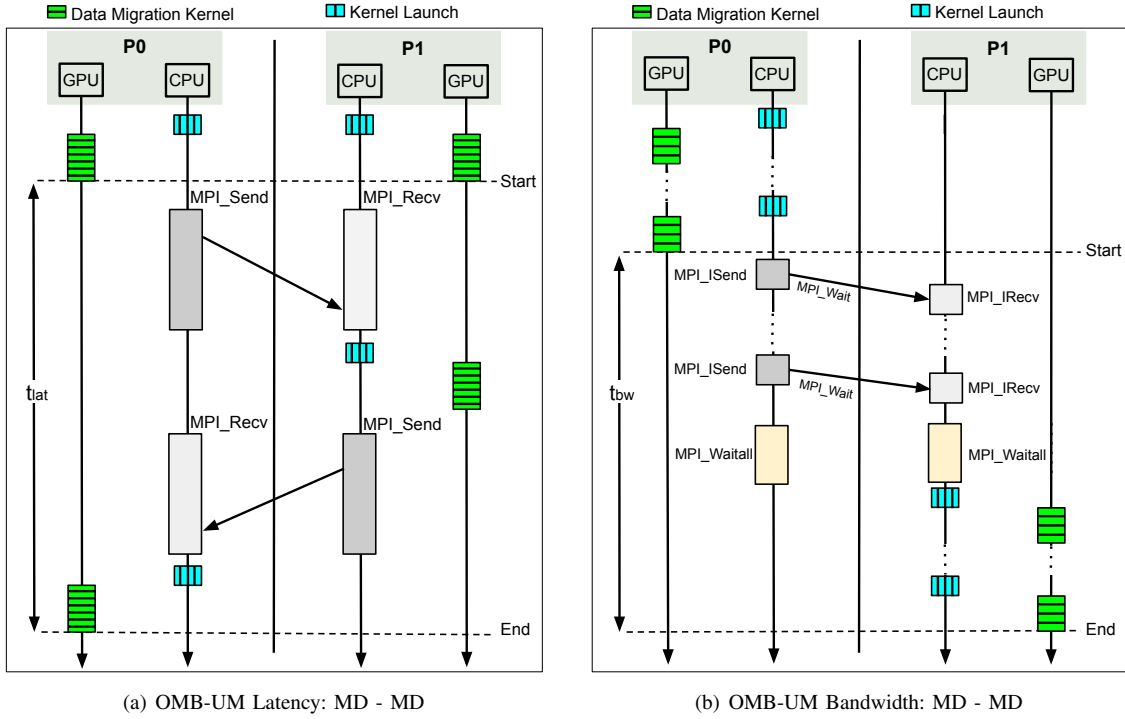 Data Migration Kernel
Kernel Launch
P0
P1
GPU
CPU
CPU
GPU
Start
MPI_Send
MPI_Recv
tlat
MPI_Recv
MPI_Send
End
(a) OMB-UM Latency: MD - MD
Data Migration Kernel
Kernel Launch
P0
P1
GPU
CPU
CPU
GPU
Start
MPI_ISend
MPI_Wait
MPI_IRecv
MPI_ISend
MPI_Wait
MPI_IRecv
tbw
MPI_Waitall
MPI_Waitall
End
(b) OMB-UM Bandwidth: MD - MD